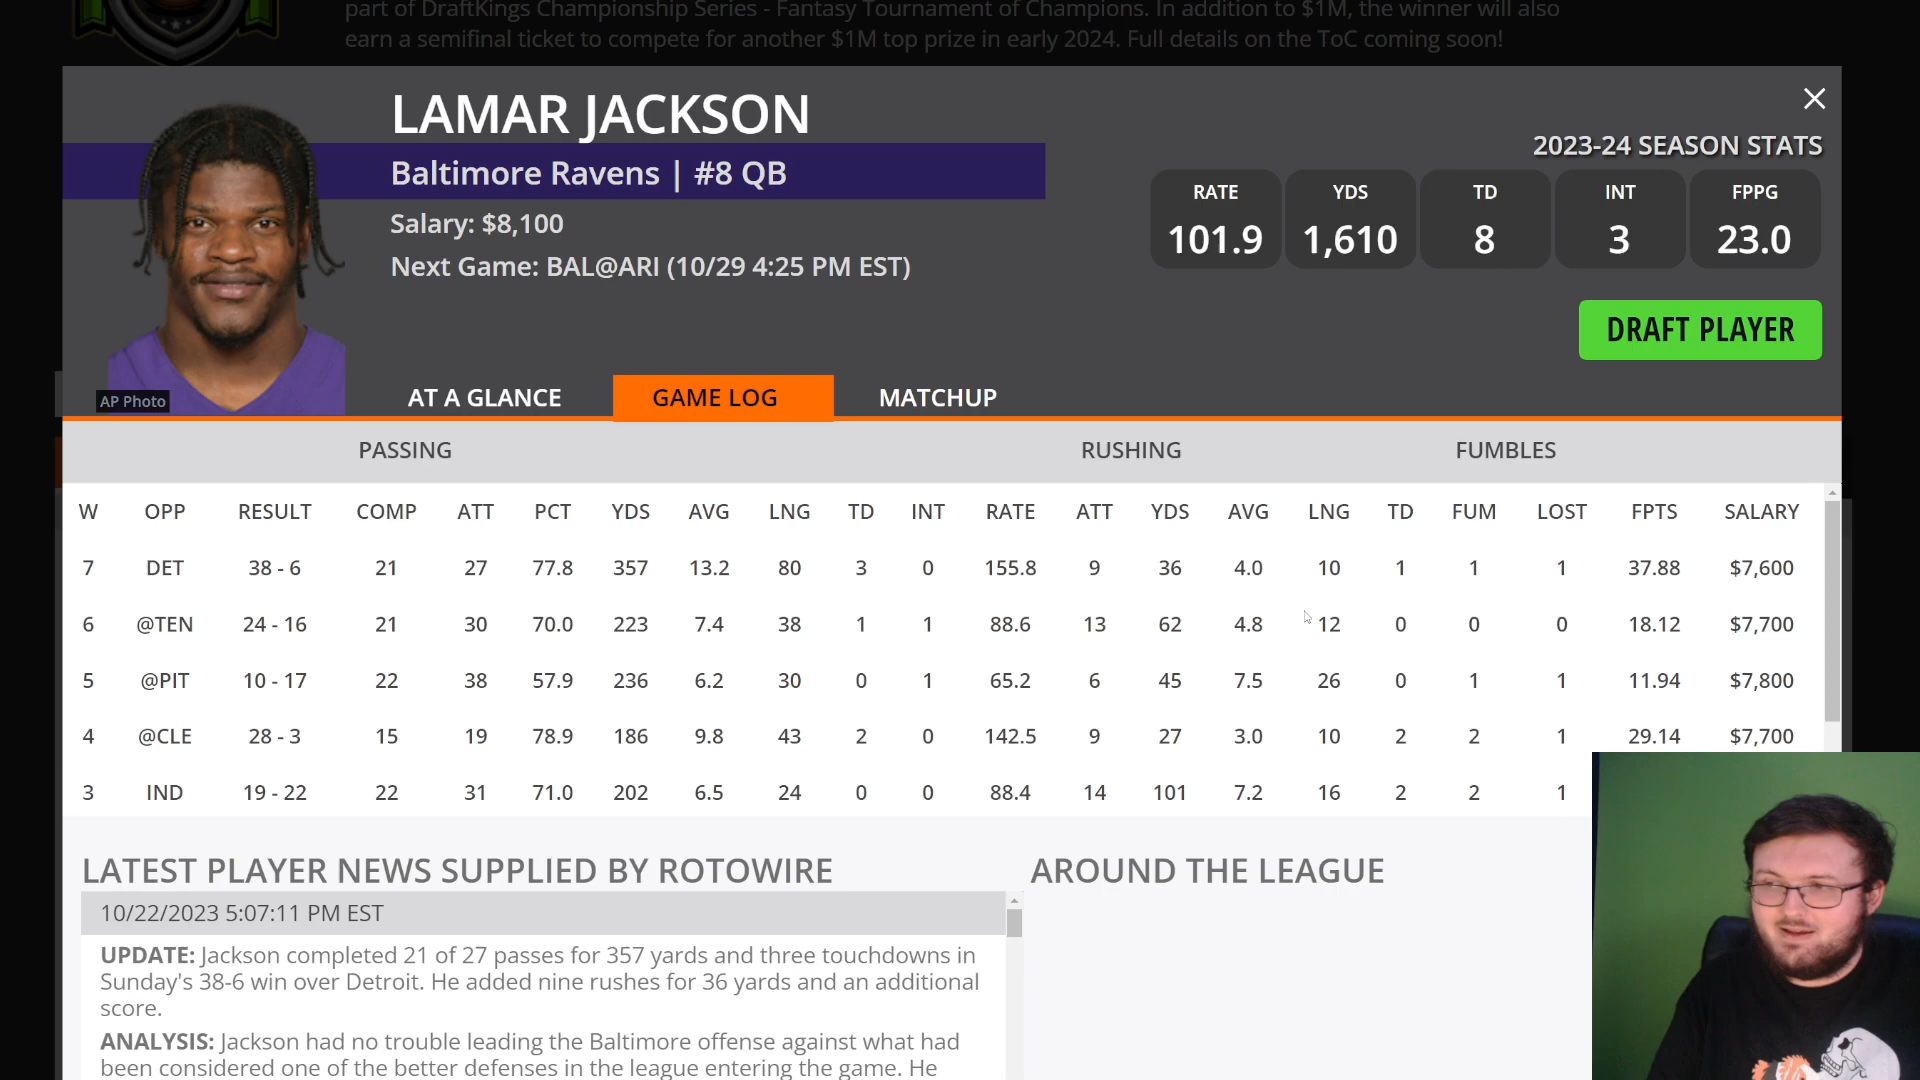 part of DraftKings Championship Series - Fantasy Tournament of Champions. In addition to $1M, the winner will also
earn a semifinal ticket to compete for another $1M top prize in early 2024. Full details on the ToC coming soon!
LAMAR JACKSON
Baltimore Ravens | #8 QB
Salary: $8,100
Next Game: BAL@ARI (10/29 4:25 PM EST)
2023-24 SEASON STATS
RATE YDS TD INT FPPG
101.9 1,610 8 3 23.0
DRAFT PLAYER
AP Photo
AT A GLANCE GAME LOG MATCHUP
PASSING RUSHING FUMBLES
W OPP RESULT COMP ATT PCT YDS AVG LNG TD INT RATE ATT YDS AVG LNG TD FUM LOST FPTS SALARY
7 DET 38 - 6 21 27 77.8 357 13.2 80 3 0 155.8 9 36 4.0 10 1 1 1 37.88 $7,600
6 @TEN 24 - 16 21 30 70.0 223 7.4 38 1 1 88.6 13 62 4.8 12 0 0 0 18.12 $7,700
5 @PIT 10 - 17 22 38 57.9 236 6.2 30 0 1 65.2 6 45 7.5 26 0 1 1 11.94 $7,800
4 @CLE 28 - 3 15 19 78.9 186 9.8 43 2 0 142.5 9 27 3.0 10 2 2 1 29.14 $7,700
3 IND 19 - 22 22 31 71.0 202 6.5 24 0 0 88.4 14 101 7.2 16 2 2 1
LATEST PLAYER NEWS SUPPLIED BY ROTOWIRE
AROUND THE LEAGUE
10/22/2023 5:07:11 PM EST
UPDATE: Jackson completed 21 of 27 passes for 357 yards and three touchdowns in
Sunday's 38-6 win over Detroit. He added nine rushes for 36 yards and an additional
score.
ANALYSIS: Jackson had no trouble leading the Baltimore offense against what had
been considered one of the better defenses in the league entering the game. He